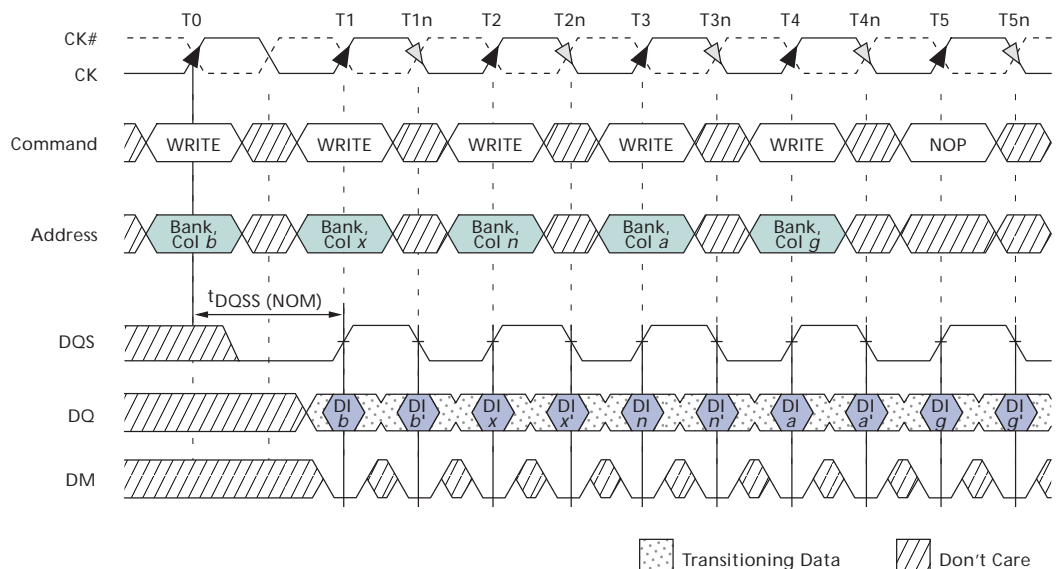 T0 T1 T1n T2 T2n T3 T3n T4 T4n T5 T5n
CK#
CK
Command WRITE WRITE WRITE WRITE WRITE NOP
Address Bank, Col b Bank, Col x Bank, Col n Bank, Col a Bank, Col g
tDQSS (NOM)
DQS
DQ DI b DI b' DI x DI x' DI n DI n' DI a DI a' DI g DI g'
DM
Transitioning Data Don't Care